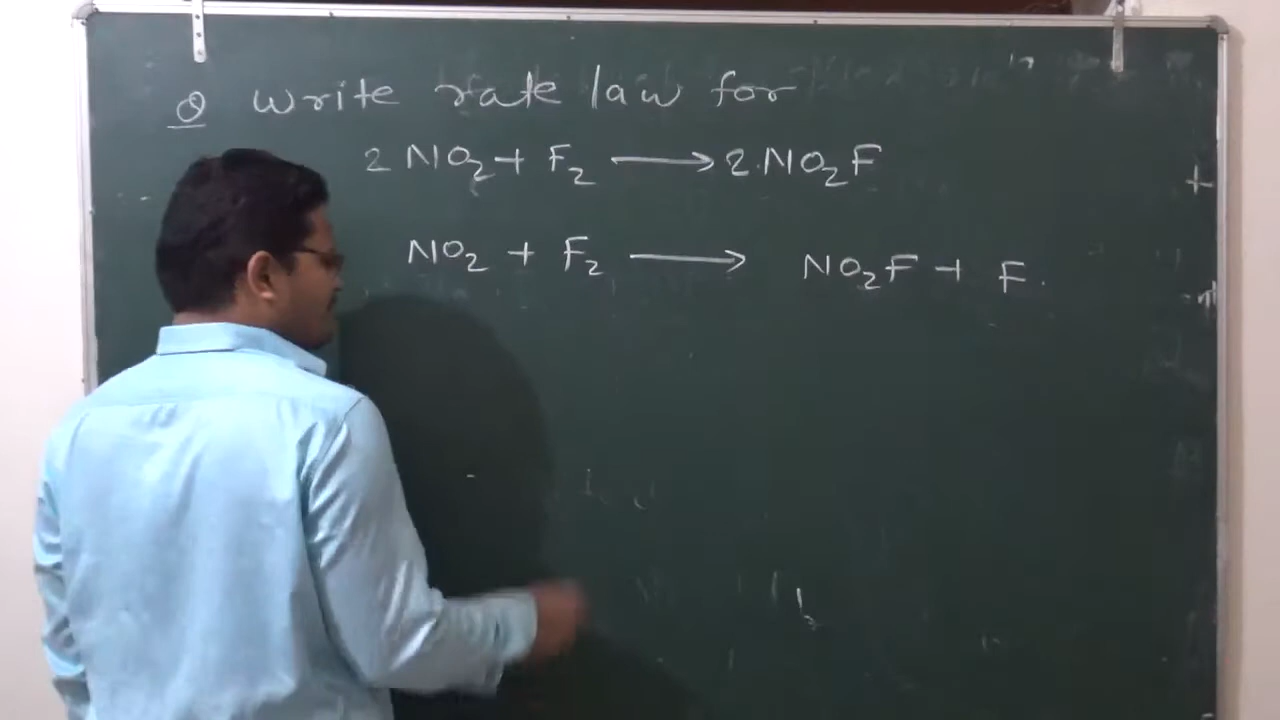 Q Write rate law for
2 NO₂ + F₂ ⟶ 2 NO₂F
NO₂ + F₂ ⟶ NO₂F + F.